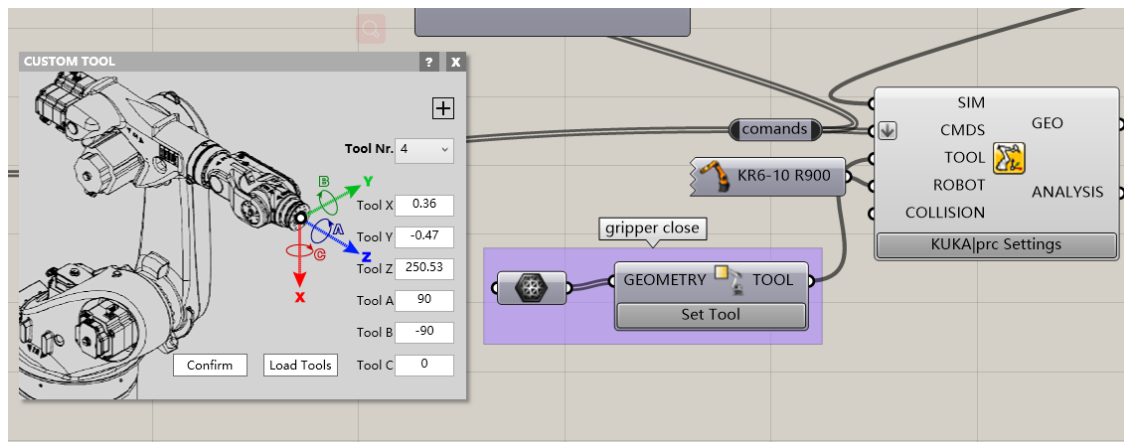 CUSTOM TOOL
? X
Tool Nr. 4
B Y
Tool X 0.36
A
Tool Y -0.47
C Z
Tool Z 250.53
X
Tool A 90
Tool B -90
Confirm Load Tools Tool C 0
comands
KR6-10 R900
gripper close
GEOMETRY TOOL
Set Tool
SIM
CMDS GEO
TOOL
ROBOT ANALYSIS
COLLISION
KUKA|prc Settings